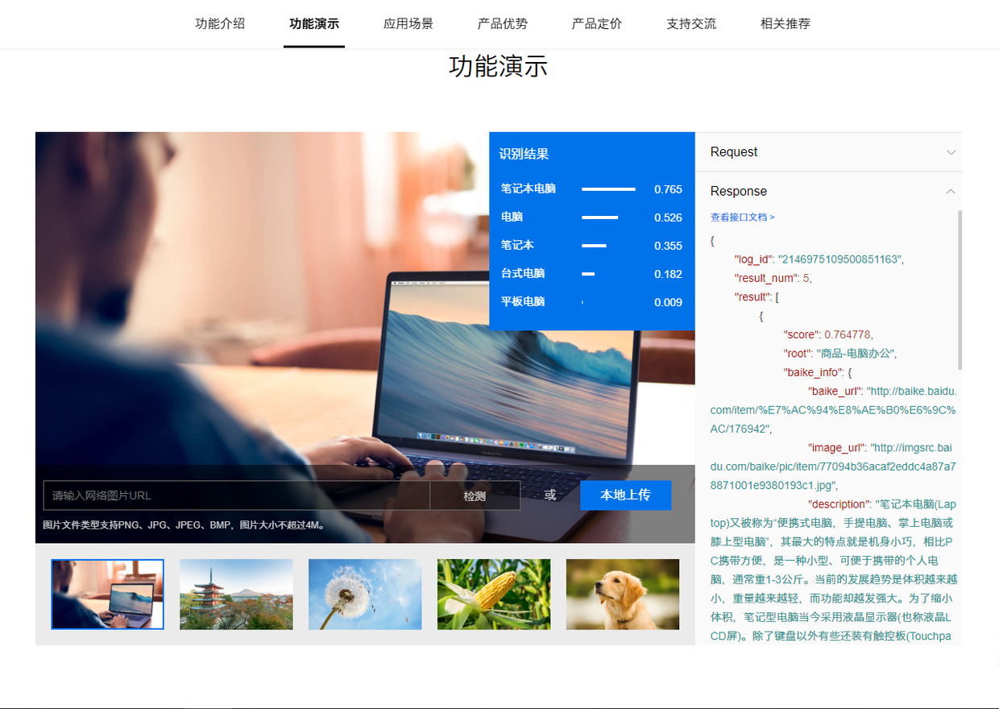 功能介绍 功能演示 应用场景 产品优势 产品定价 支持交流 相关推荐
功能演示
识别结果
笔记本电脑 0.765
电脑 0.526
笔记本 0.355
台式电脑 0.182
平板电脑 0.009
请输入网络图片URL 检测 或 本地上传
图片文件类型支持PNG、JPG、JPEG、BMP，图片大小不超过4M。
Request
Response
查看接口文档 >
{
"log_id": "2146975109500851163",
"result_num": 5,
"result": [
{
"score": 0.764778,
"root": "商品-电脑办公",
"baike_info": {
"baike_url": "http://baike.baidu.
com/item/%E7%AC%94%E8%AE%B0%E6%9C%
AC/176942",
"image_url": "http://imgsrc.bai
du.com/baike/pic/item/77094b36acaf2eddc4a87a7
8871001e9380193c1.jpg",
"description": "笔记本电脑(Lap
top)又被称为“便携式电脑，手提电脑、掌上电脑或
膝上型电脑”，其最大的特点就是机身小巧，相比P
C携带方便，是一种小型、可便于携带的个人电
脑，通常重1-3公斤。当前的发展趋势是体积越来越
小，重量越来越轻，而功能却越发强大。为了缩小
体积，笔记型电脑当今采用液晶显示器(也称液晶L
CD屏)。除了键盘以外有些还装有触控板(Touchpa